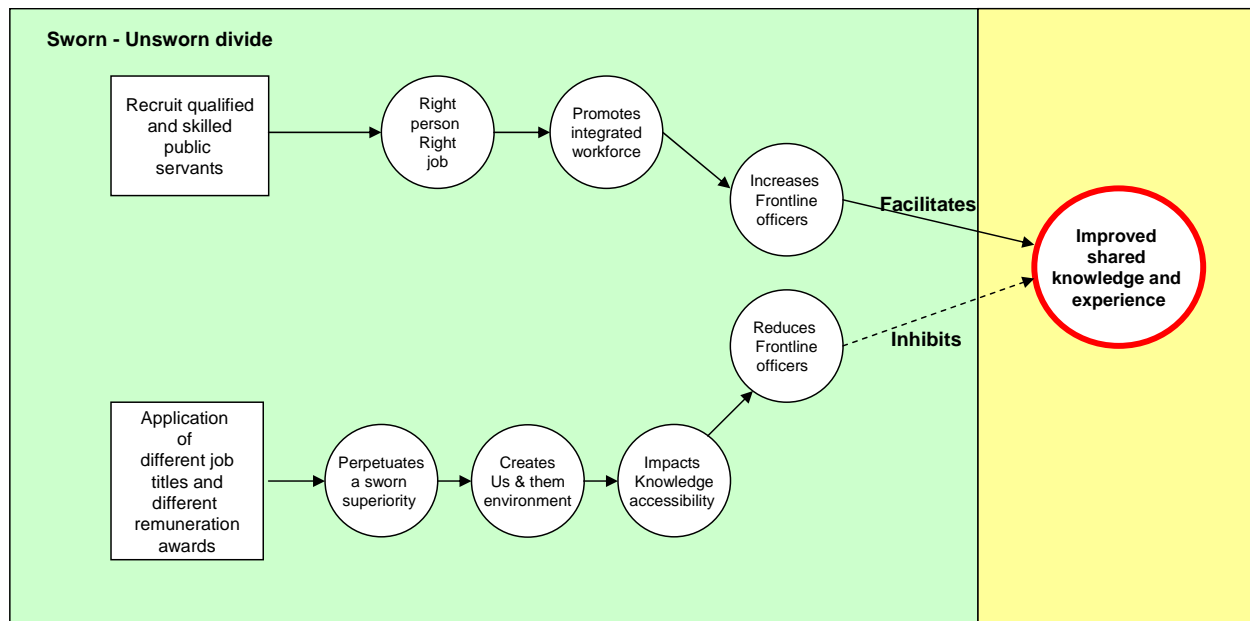 Sworn - Unsworn divide
Recruit qualified
and skilled
public
servants
Right
person
Right
job
Promotes
integrated
workforce
Increases
Frontline
officers
Facilitates
Improved
shared
knowledge and
experience
Reduces
Frontline
officers
Inhibits
Application
of
different job
titles and
different
remuneration
awards
Perpetuates
a sworn
superiority
Creates
Us & them
environment
Impacts
Knowledge
accessibility